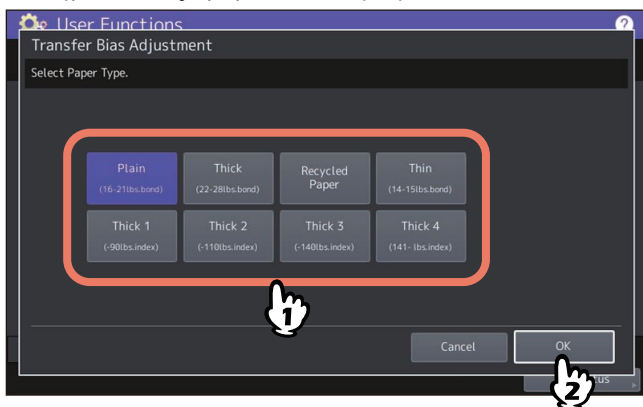 User Functions
?
Transfer Bias Adjustment
Select Paper Type.
Plain
(16-21lbs.bond)
Thick
(22-28lbs.bond)
Recycled
Paper
Thin
(14-15lbs.bond)
Thick 1
(-90lbs.index)
Thick 2
(-110lbs.index)
Thick 3
(-140lbs.index)
Thick 4
(141- lbs.index)
1
Cancel
OK
2
tus